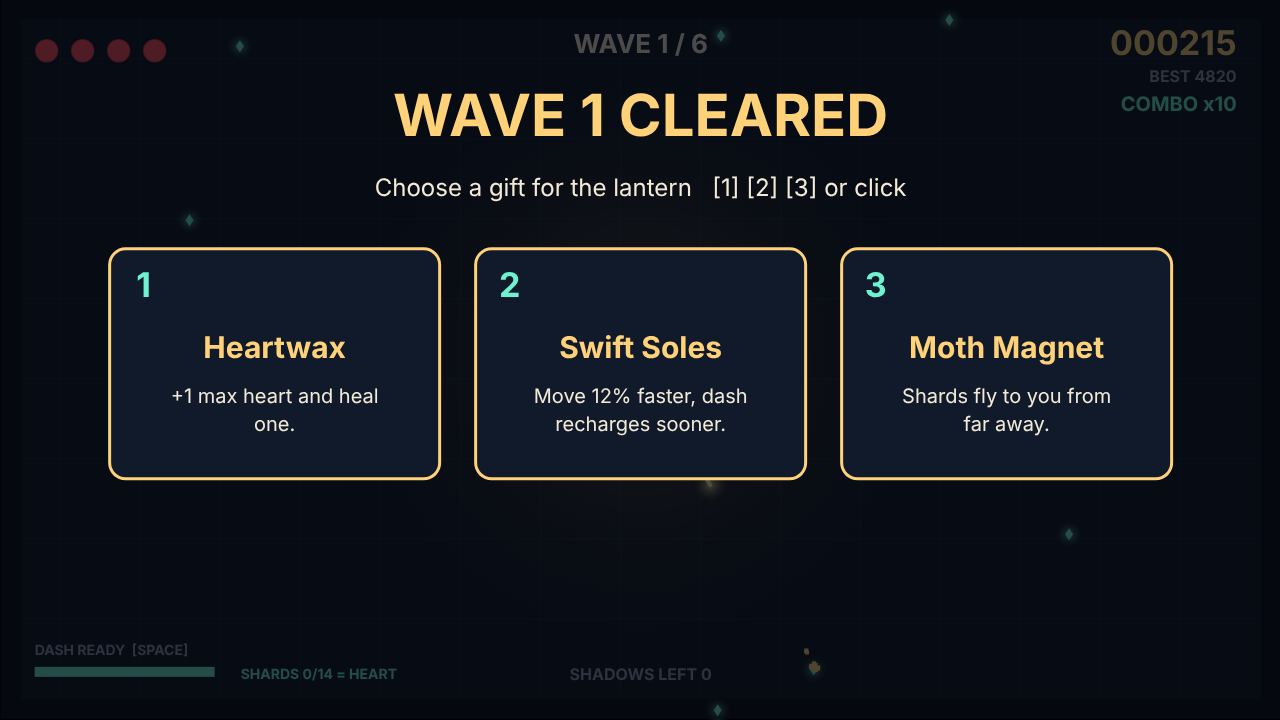 WAVE 1 / 6
000215
BEST 4820
COMBO x10
WAVE 1 CLEARED
Choose a gift for the lantern [1] [2] [3] or click
1
Heartwax
+1 max heart and heal
one.
2
Swift Soles
Move 12% faster, dash
recharges sooner.
3
Moth Magnet
Shards fly to you from
far away.
DASH READY [SPACE]
SHARDS 0/14 = HEART
SHADOWS LEFT 0